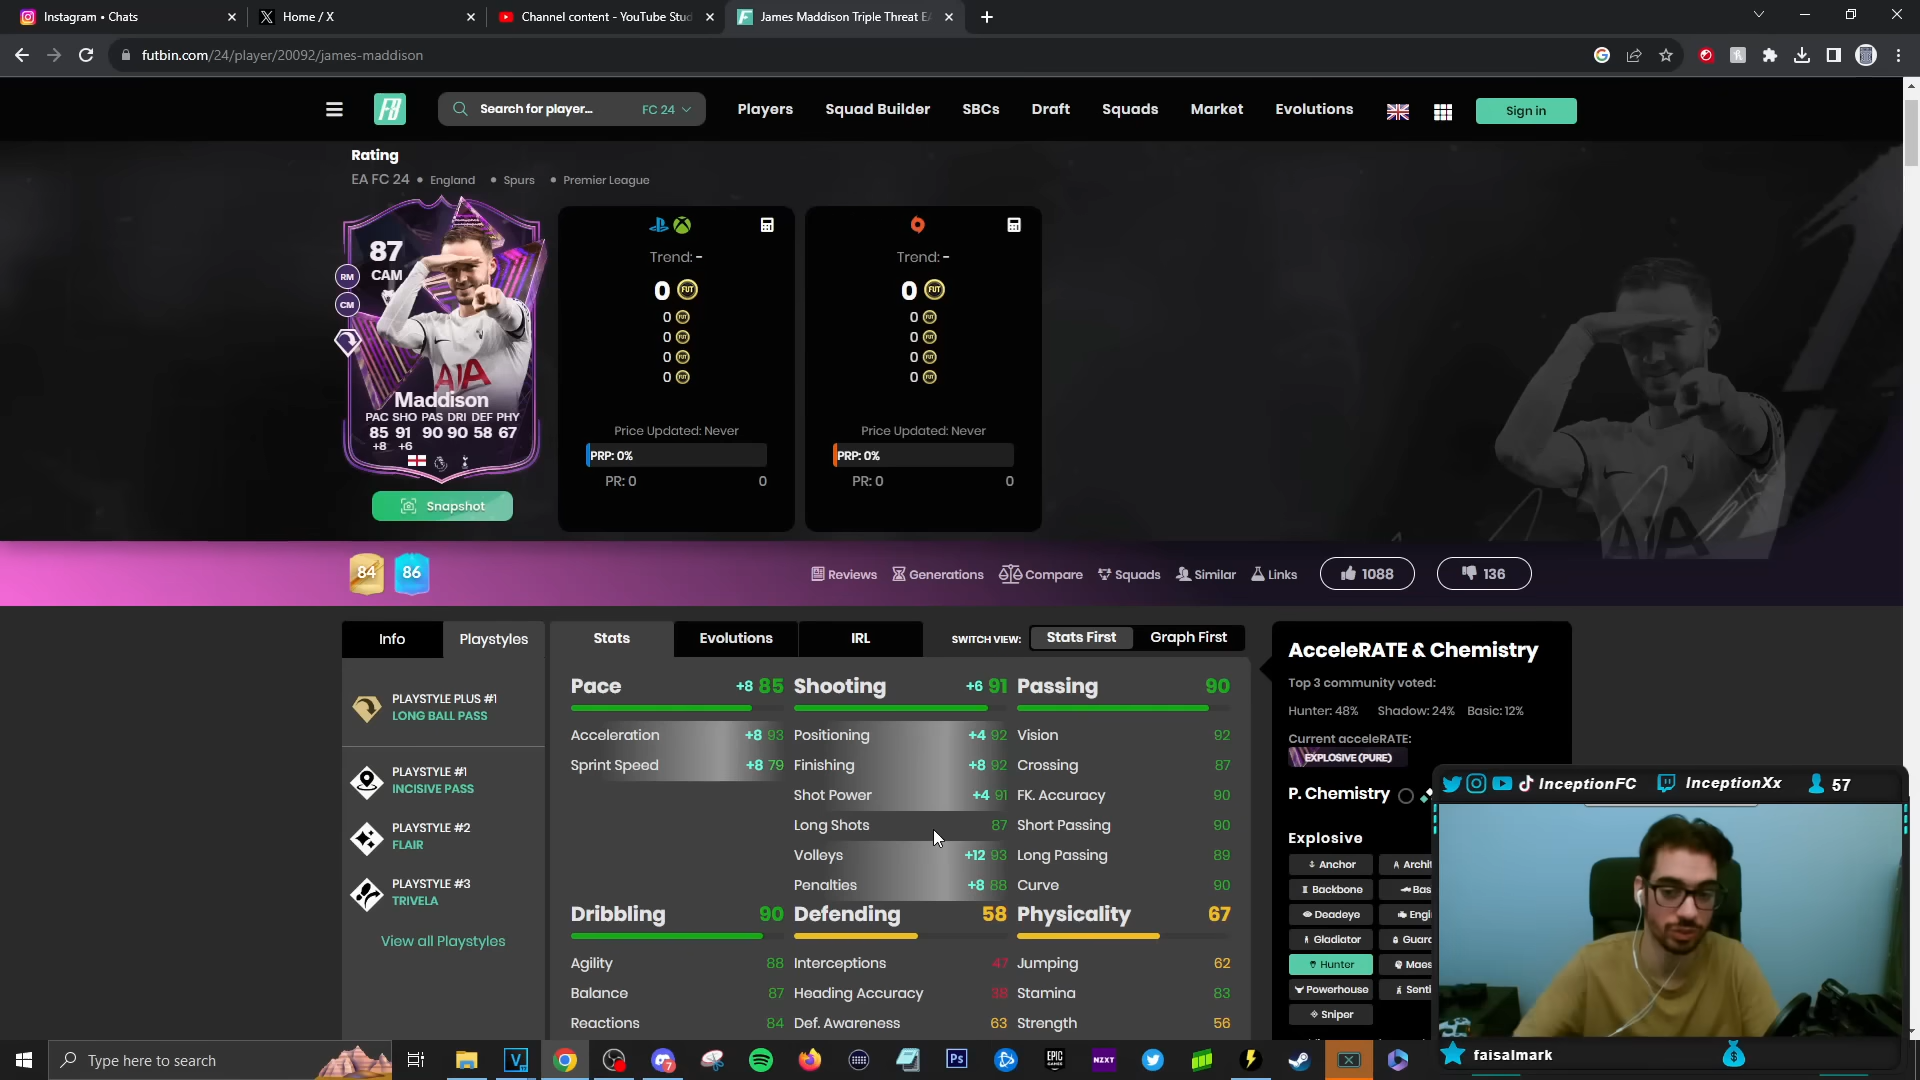 Instagram • Chats
Home / X
Channel content - YouTube Stud
James Maddison Triple Threat EA
futbin.com/24/player/20092/james-maddison
Search for player...
FC 24
Players
Squad Builder
SBCs
Draft
Squads
Market
Evolutions
Sign in
Rating
EA FC 24 • England • Spurs • Premier League
87
CAM
RM
CM
Maddison
PAC SHO PAS DRI DEF PHY
85 91 90 90 58 67
+8 +6
Snapshot
Trend: -
0
0
0
0
0
Price Updated: Never
PRP: 0%
PR: 0 0
Trend: -
0
0
0
0
0
Price Updated: Never
PRP: 0%
PR: 0 0
84 86
Reviews
Generations
Compare
Squads
Similar
Links
1088
136
Info
Playstyles
PLAYSTYLE PLUS #1
LONG BALL PASS
PLAYSTYLE #1
INCISIVE PASS
PLAYSTYLE #2
FLAIR
PLAYSTYLE #3
TRIVELA
View all Playstyles
Stats
Evolutions
IRL
SWITCH VIEW:
Stats First
Graph First
Pace +8 85
Acceleration +8 93
Sprint Speed +8 79
Shooting +6 91
Positioning +4 92
Finishing +8 92
Shot Power +4 91
Long Shots 87
Volleys +12 93
Penalties +8 88
Passing 90
Vision 92
Crossing 87
FK. Accuracy 90
Short Passing 90
Long Passing 89
Curve 90
Dribbling 90
Agility 88
Balance 87
Reactions 84
Defending 58
Interceptions 47
Heading Accuracy 38
Def. Awareness 63
Physicality 67
Jumping 62
Stamina 83
Strength 56
AcceleRATE & Chemistry
Top 3 community voted:
Hunter: 48% Shadow: 24% Basic: 12%
Current acceleRATE:
EXPLOSIVE (PURE)
P. Chemistry
Explosive
Anchor
Archit
Backbone
Bas
Deadeye
Engi
Gladiator
Guard
Hunter
Maes
Powerhouse
Senti
Sniper
InceptionFC
InceptionXx
57
faisalmark
Type here to search